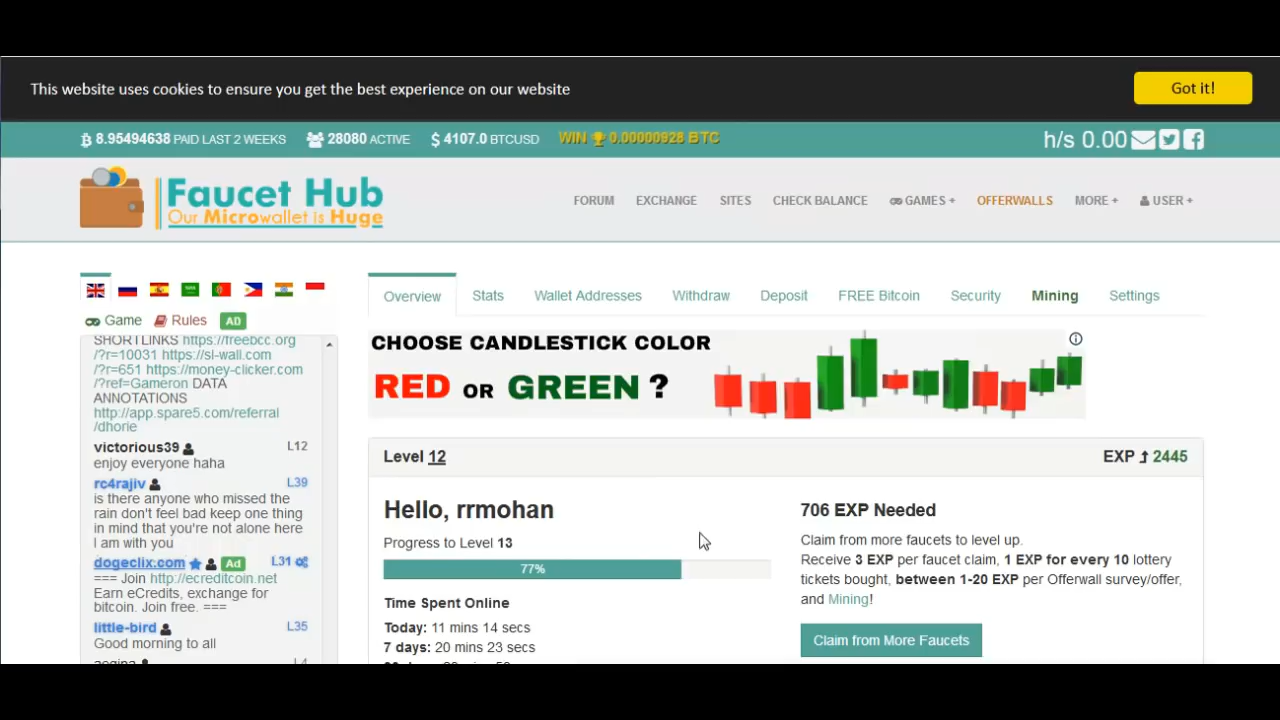 This website uses cookies to ensure you get the best experience on our website
Got it!
8.95494638 PAID LAST 2 WEEKS
28080 ACTIVE
$ 4107.0 BTCUSD
WIN 0.00000928 BTC
h/s 0.00
Faucet Hub
Our Microwallet is Huge
FORUM
EXCHANGE
SITES
CHECK BALANCE
GAMES +
OFFERWALLS
MORE +
USER +
Game
Rules
AD
SHORTLINKS https://freebcc.org
/?r=10031 https://sl-wall.com
/?r=651 https://money-clicker.com
/?ref=Gameron DATA
ANNOTATIONS
http://app.spare5.com/referral
/dhorie
victorious39 L12
enjoy everyone haha
rc4rajiv L39
is there anyone who missed the
rain don't feel bad keep one thing
in mind that you're not alone here
I am with you
dogeclix.com Ad L31
=== Join http://ecreditcoin.net
Earn eCredits, exchange for
bitcoin. Join free. ===
little-bird L35
Good morning to all
Overview
Stats
Wallet Addresses
Withdraw
Deposit
FREE Bitcoin
Security
Mining
Settings
CHOOSE CANDLESTICK COLOR
RED OR GREEN ?
Level 12
EXP 2445
Hello, rrmohan
Progress to Level 13
77%
Time Spent Online
Today: 11 mins 14 secs
7 days: 20 mins 23 secs
706 EXP Needed
Claim from more faucets to level up.
Receive 3 EXP per faucet claim, 1 EXP for every 10 lottery
tickets bought, between 1-20 EXP per Offerwall survey/offer,
and Mining!
Claim from More Faucets